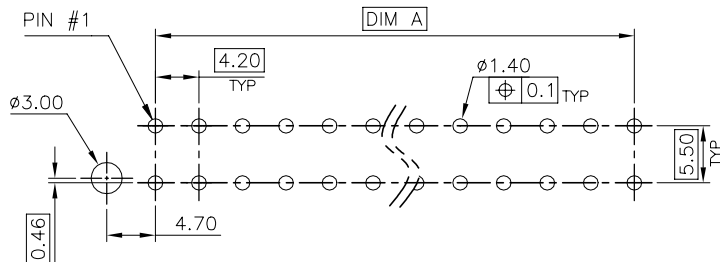 PIN #1
DIM A
4.20
TYP
ø1.40
⌖ 0.1 TYP
ø3.00
5.50
TYP
0.46
4.70